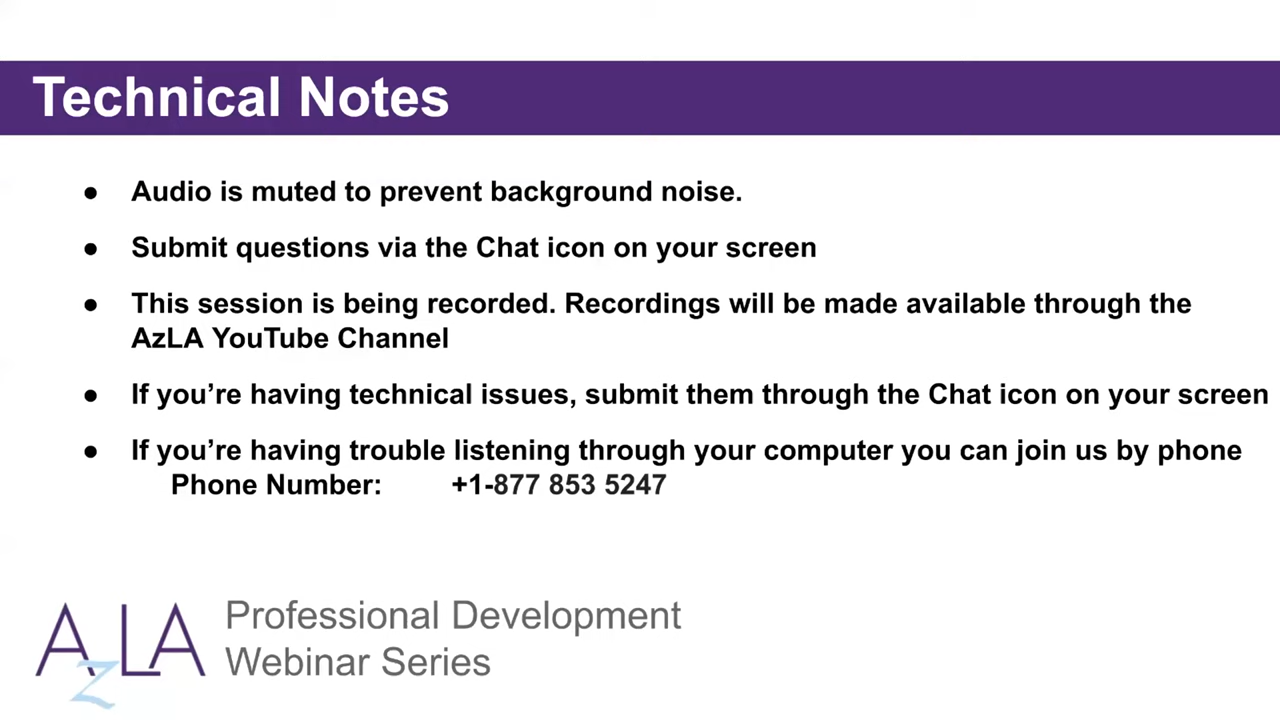 Technical Notes
● Audio is muted to prevent background noise.
● Submit questions via the Chat icon on your screen
● This session is being recorded. Recordings will be made available through the
AzLA YouTube Channel
● If you’re having technical issues, submit them through the Chat icon on your screen
● If you’re having trouble listening through your computer you can join us by phone
Phone Number: +1-877 853 5247
AzLA
Professional Development
Webinar Series